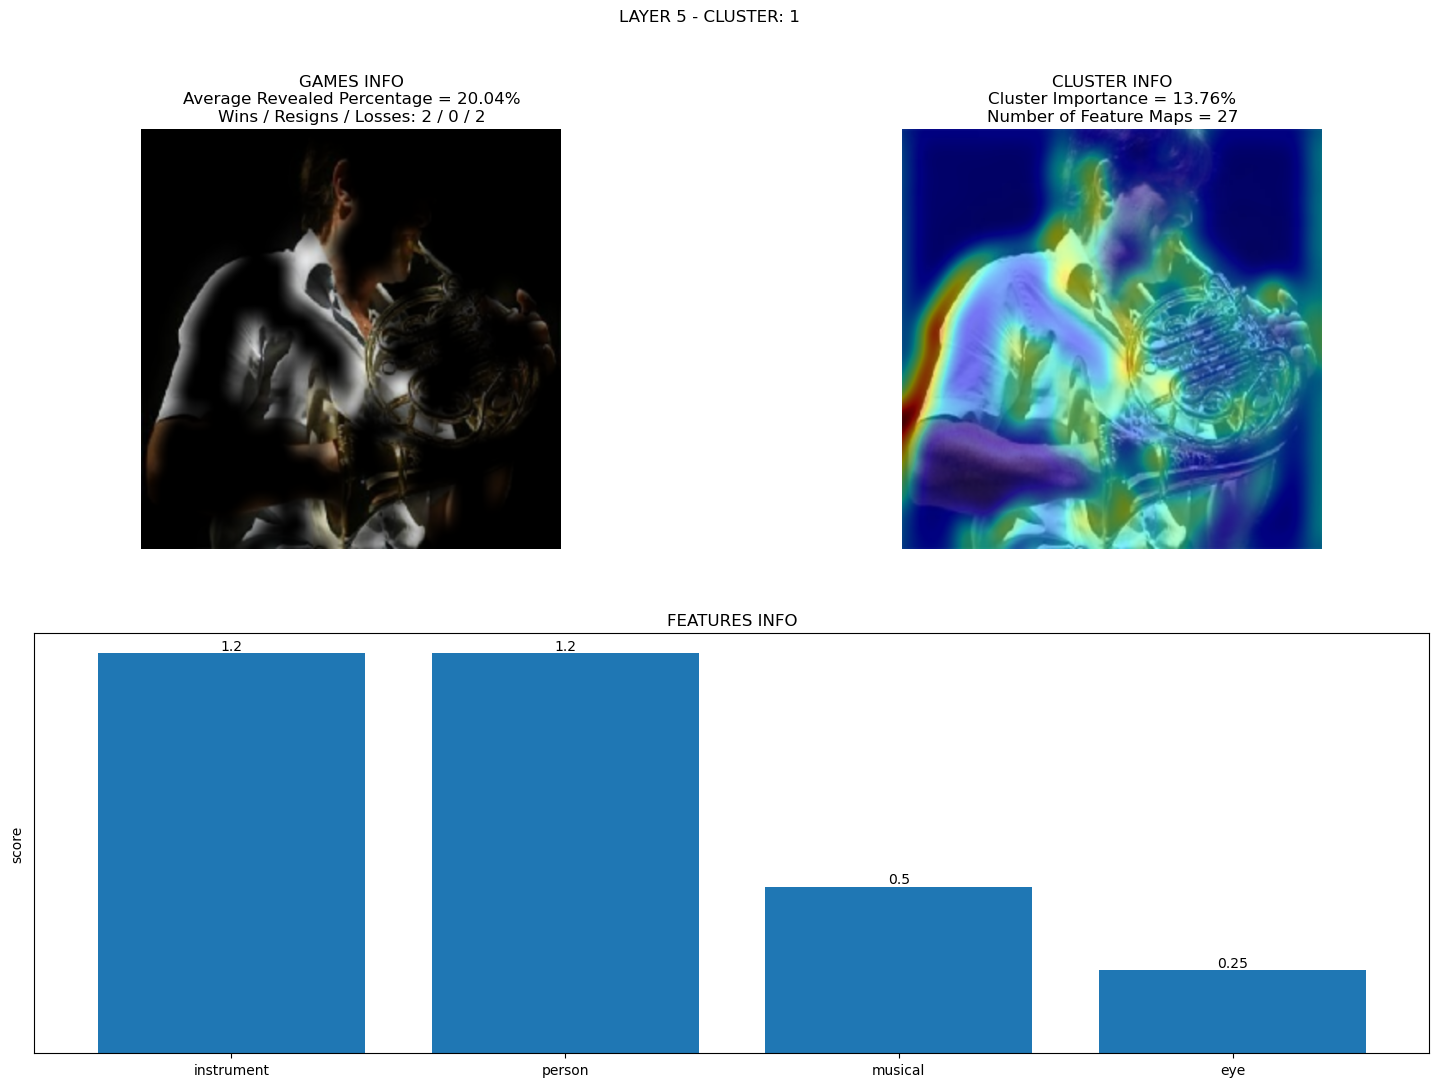 LAYER 5 - CLUSTER: 1
GAMES INFO
Average Revealed Percentage = 20.04%
Wins / Resigns / Losses: 2 / 0 / 2
CLUSTER INFO
Cluster Importance = 13.76%
Number of Feature Maps = 27
FEATURES INFO
score
1.2
1.2
0.5
0.25
instrument
person
musical
eye